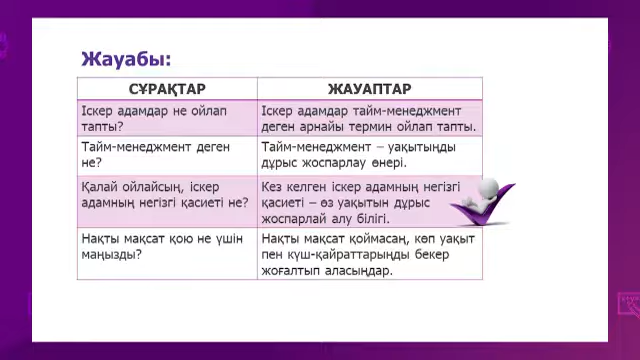 Жауабы:
СҰРАҚТАР
ЖАУАПТАР
Іскер адамдар не ойлап
тапты?
Іскер адамдар тайм-менеджмент
деген арнайы термин ойлап тапты.
Тайм-менеджмент деген
не?
Тайм-менеджмент – уақытыңды
дұрыс жоспарлау өнері.
Қалай ойлайсың, іскер
адамның негізгі қасиеті не?
Кез келген іскер адамның негізгі
қасиеті – өз уақытын дұрыс
жоспарлай алу білігі.
Нақты мақсат қою не үшін
маңызды?
Нақты мақсат қоймасаң, көп уақыт
пен күш-қайраттарыңды бекер
жоғалтып аласыңдар.